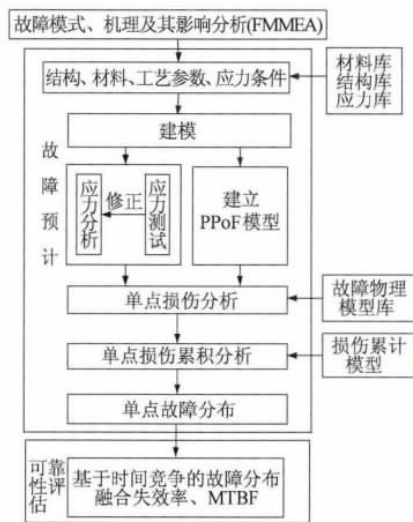 故障模式、机理及其影响分析(FMMEA)
结构、材料、工艺参数、应力条件
材料库
结构库
应力库
建模
故障预计
应力分析
修正
应力测试
建立
PPoF 模型
单点损伤分析
故障物理
模型库
单点损伤累积分析
损伤累计
模型
单点故障分布
可靠
性评
估
基于时间竞争的故障分布
融合失效率、MTBF